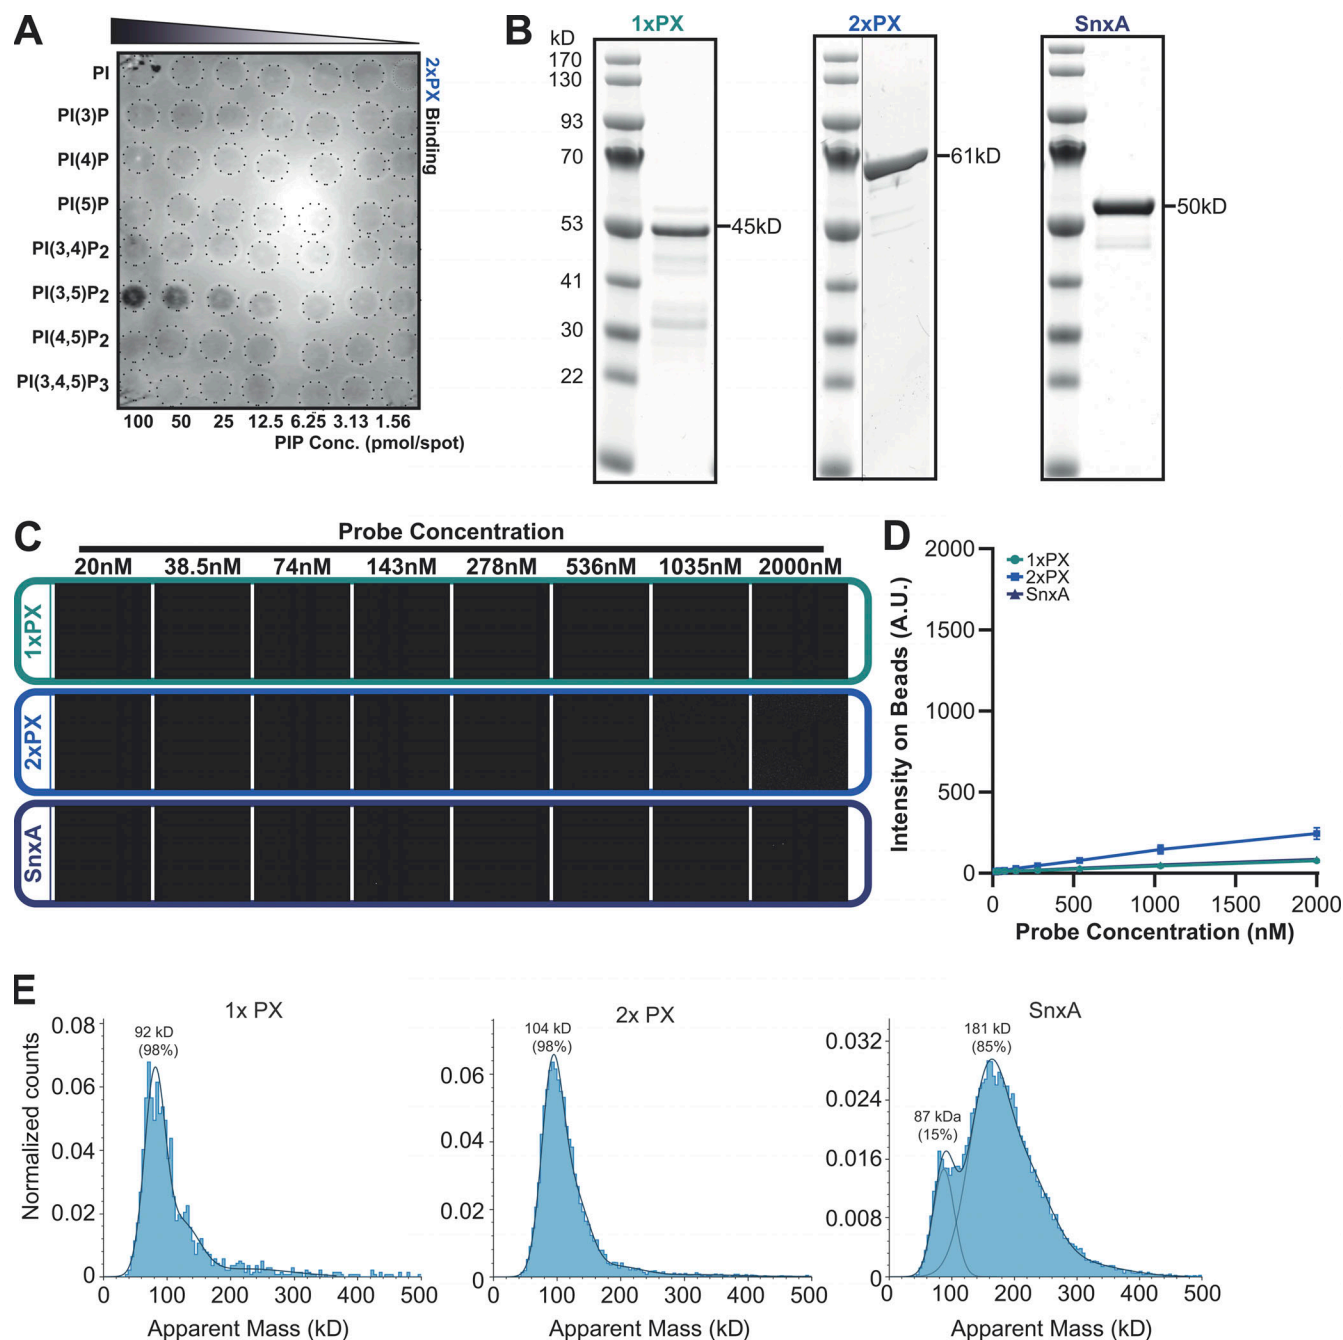 A
PI
PI(3)P
PI(4)P
PI(5)P
PI(3,4)P2
PI(3,5)P2
PI(4,5)P2
PI(3,4,5)P3
2xPX Binding
100 50 25 12.5 6.25 3.13 1.56
PIP Conc. (pmol/spot)
B
1xPX 2xPX SnxA
kD
170
130
93
70
53
41
30
22
45kD
61kD
50kD
C
Probe Concentration
20nM 38.5nM 74nM 143nM 278nM 536nM 1035nM 2000nM
1xPX
2xPX
SnxA
D
Intensity on Beads (A.U.)
2000
1500
1000
500
0
1xPX
2xPX
SnxA
0 500 1000 1500 2000
Probe Concentration (nM)
E
1x PX
Normalized counts
0.08
0.06
0.04
0.02
0
92 kD
(98%)
0 100 200 300 400 500
Apparent Mass (kD)
2x PX
0.06
0.04
0.02
0
104 kD
(98%)
0 100 200 300 400 500
Apparent Mass (kD)
SnxA
0.032
0.024
0.016
0.008
0
181 kD
(85%)
87 kDa
(15%)
0 100 200 300 400 500
Apparent Mass (kD)